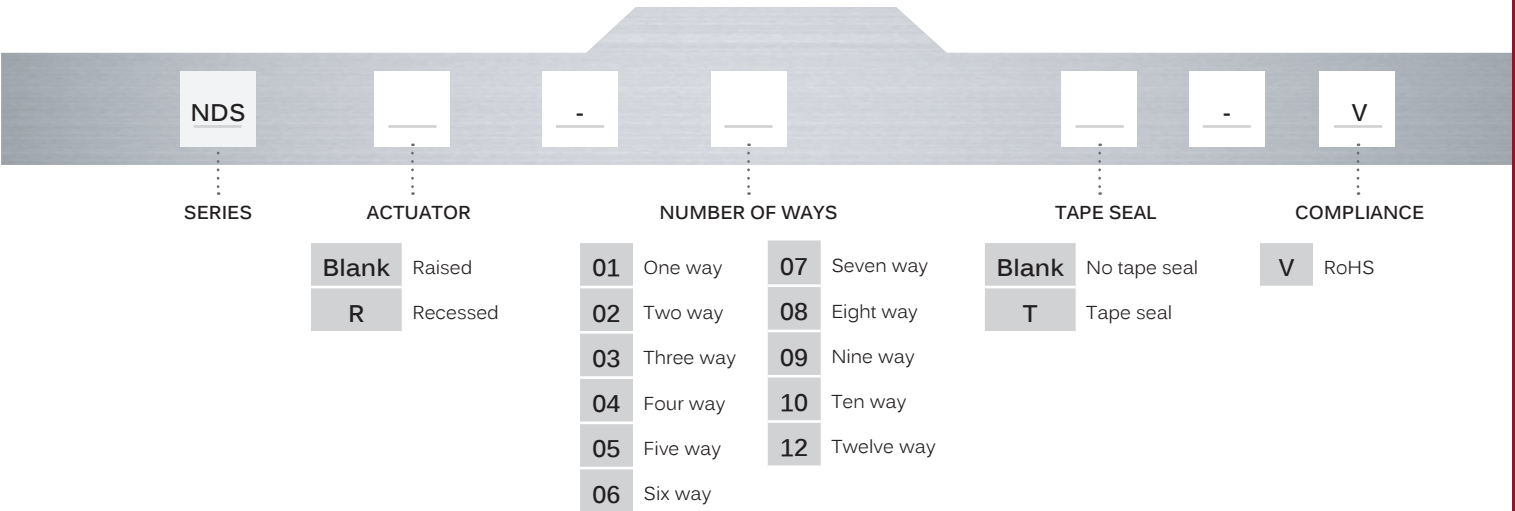 NDS - - V
SERIES ACTUATOR NUMBER OF WAYS TAPE SEAL COMPLIANCE
Blank Raised
R Recessed
01 One way
02 Two way
03 Three way
04 Four way
05 Five way
06 Six way
07 Seven way
08 Eight way
09 Nine way
10 Ten way
12 Twelve way
Blank No tape seal
T Tape seal
V RoHS